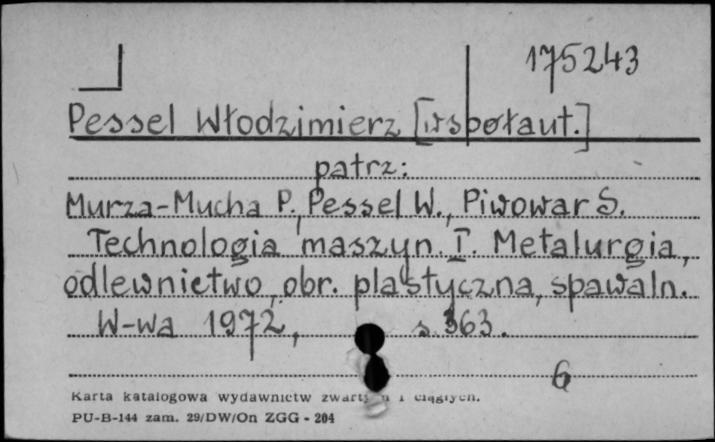 175243
Pessel Włodzimierz [współaut.]
patrz:
Murza-Mucha P., Pessel W., Piwowar S.
Technologia maszyn. I. Metalurgia,
odlewnictwo, obr. plastyczna, spawaln.
W-wa 1972, s. 363.
6
Karta katalogowa wydawnictw i ciągłych.
PU-B-144 zam. 29/DW/On ZGG - 204